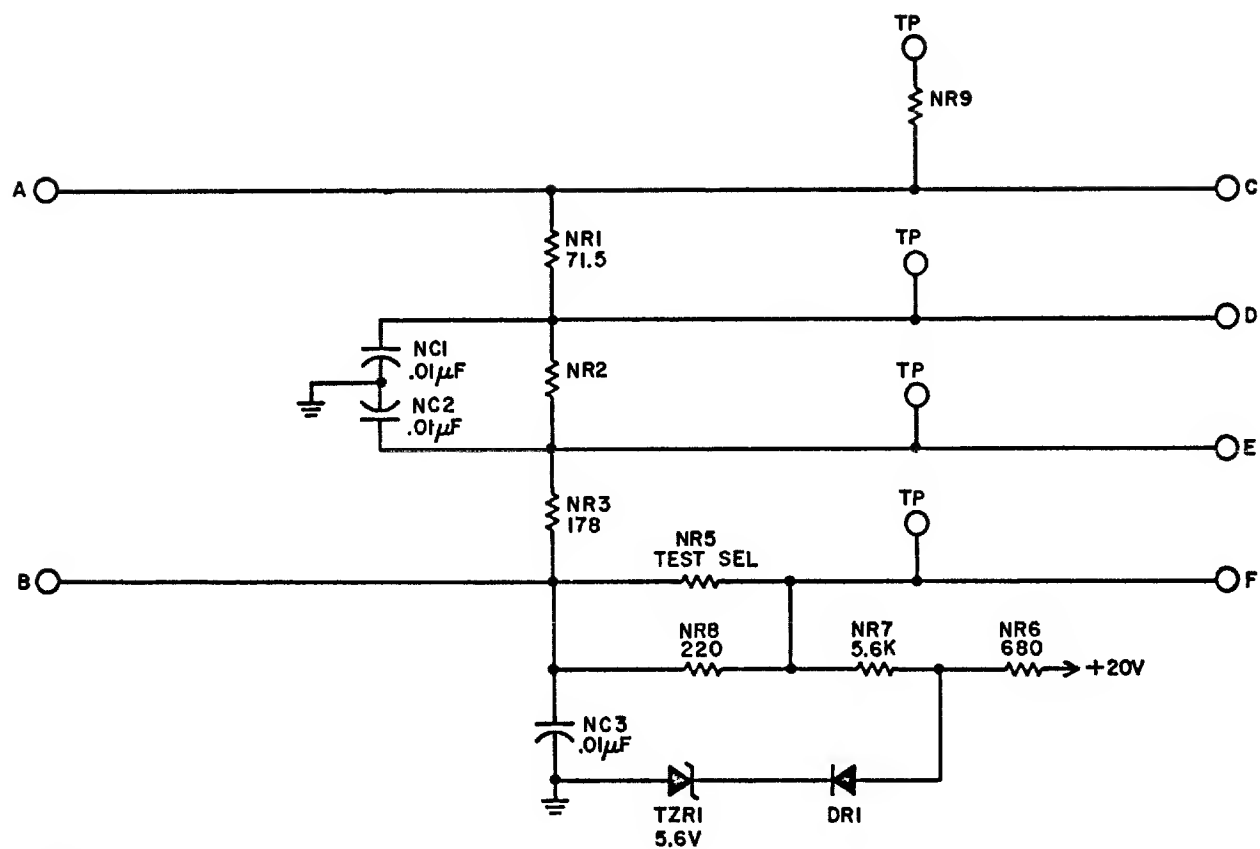 TP
NR9
A
C
NR1
71.5
TP
D
NC1
.01μF
NR2
TP
NC2
.01μF
E
NR3
178
TP
NR5
TEST SEL
B
F
NR8
220
NR7
5.6K
NR6
680
+20V
NC3
.01μF
TZR1
5.6V
DR1